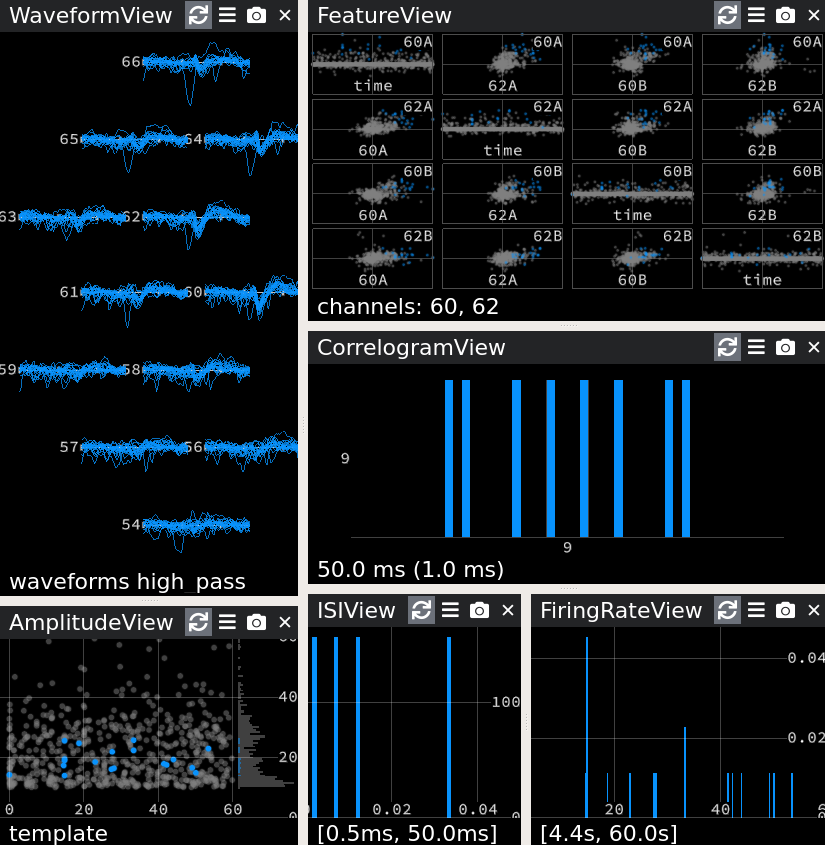 WaveformView
66
65
64
63
62
61
60
59
58
57
56
54
waveforms high_pass
FeatureView
60A 60A 60A 60A
time 62A 60B 62B
62A 62A 62A 62A
60A time 60B 62B
60B 60B 60B 60B
60A 62A time 62B
62B 62B 62B 62B
60A 62A 60B time
channels: 60, 62
CorrelogramView
9
9
50.0 ms (1.0 ms)
AmplitudeView
40
20
0 20 40 60
template
ISIView
100
0.02 0.04
[0.5ms, 50.0ms]
FiringRateView
0.04
0.02
20 40
[4.4s, 60.0s]